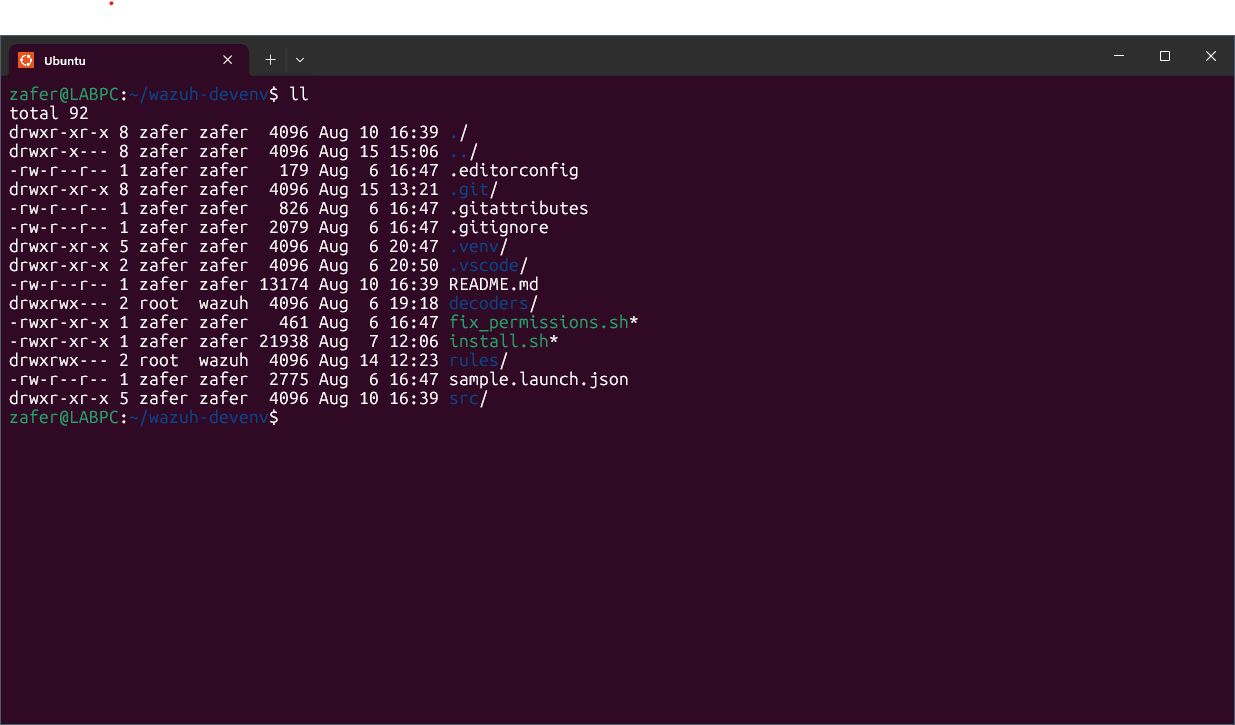 Ubuntu
zafer@LABPC:~/wazuh-devenv$ ll
total 92
drwxr-xr-x 8 zafer zafer  4096 Aug 10 16:39 ./
drwxr-x--- 8 zafer zafer  4096 Aug 15 15:06 ../
-rw-r--r-- 1 zafer zafer   179 Aug  6 16:47 .editorconfig
drwxr-xr-x 8 zafer zafer  4096 Aug 15 13:21 .git/
-rw-r--r-- 1 zafer zafer   826 Aug  6 16:47 .gitattributes
-rw-r--r-- 1 zafer zafer  2079 Aug  6 16:47 .gitignore
drwxr-xr-x 5 zafer zafer  4096 Aug  6 20:47 .venv/
drwxr-xr-x 2 zafer zafer  4096 Aug  6 20:50 .vscode/
-rw-r--r-- 1 zafer zafer 13174 Aug 10 16:39 README.md
drwxrwx--- 2 root  wazuh  4096 Aug  6 19:18 decoders/
-rwxr-xr-x 1 zafer zafer   461 Aug  6 16:47 fix_permissions.sh*
-rwxr-xr-x 1 zafer zafer 21938 Aug  7 12:06 install.sh*
drwxrwx--- 2 root  wazuh  4096 Aug 14 12:23 rules/
-rw-r--r-- 1 zafer zafer  2775 Aug  6 16:47 sample.launch.json
drwxr-xr-x 5 zafer zafer  4096 Aug 10 16:39 src/
zafer@LABPC:~/wazuh-devenv$